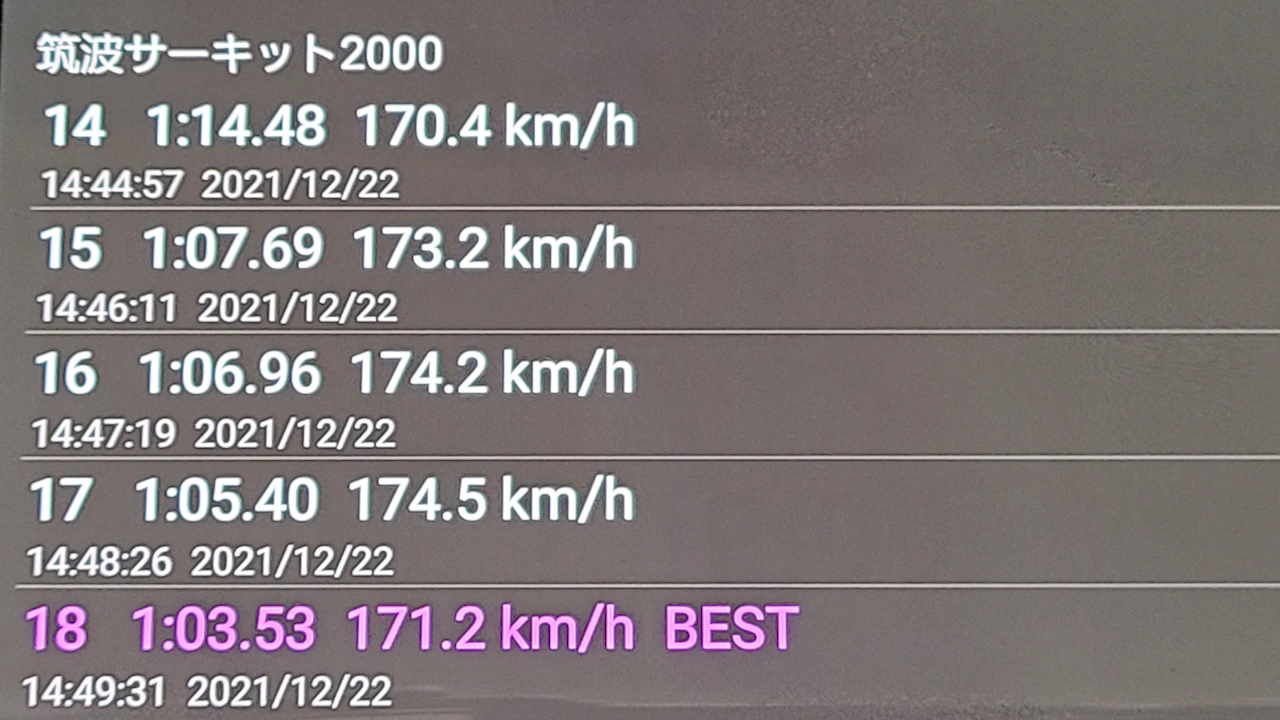 筑波サーキット2000
14 1:14.48 170.4 km/h
14:44:57 2021/12/22
15 1:07.69 173.2 km/h
14:46:11 2021/12/22
16 1:06.96 174.2 km/h
14:47:19 2021/12/22
17 1:05.40 174.5 km/h
14:48:26 2021/12/22
18 1:03.53 171.2 km/h BEST
14:49:31 2021/12/22